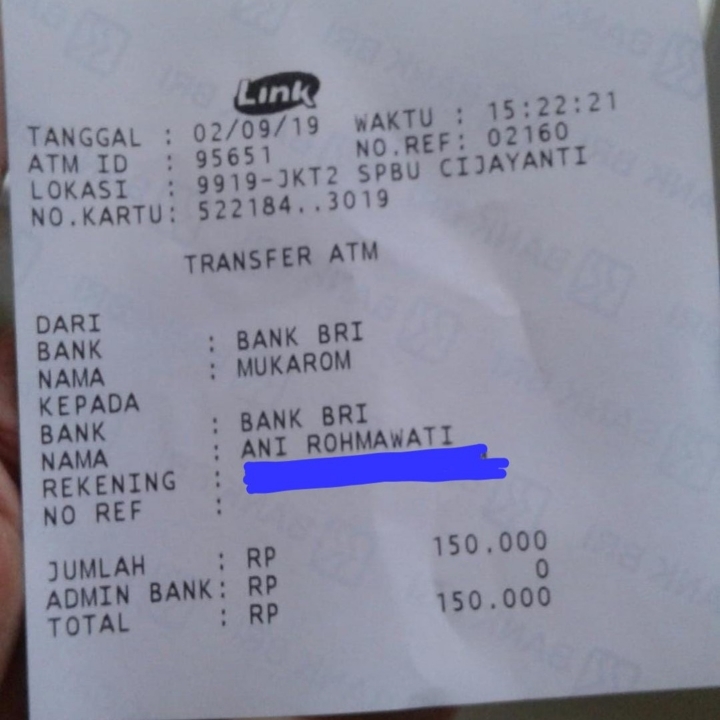 Link
TANGGAL : 02/09/19 WAKTU : 15:22:21
ATM ID : 95651 NO.REF: 02160
LOKASI : 9919-JKT2 SPBU CIJAYANTI
NO.KARTU: 522184..3019
TRANSFER ATM
DARI
BANK : BANK BRI
NAMA : MUKAROM
KEPADA
BANK : BANK BRI
NAMA : ANI ROHMAWATI
REKENING :
NO REF :
JUMLAH : RP 150.000
ADMIN BANK: RP 0
TOTAL : RP 150.000